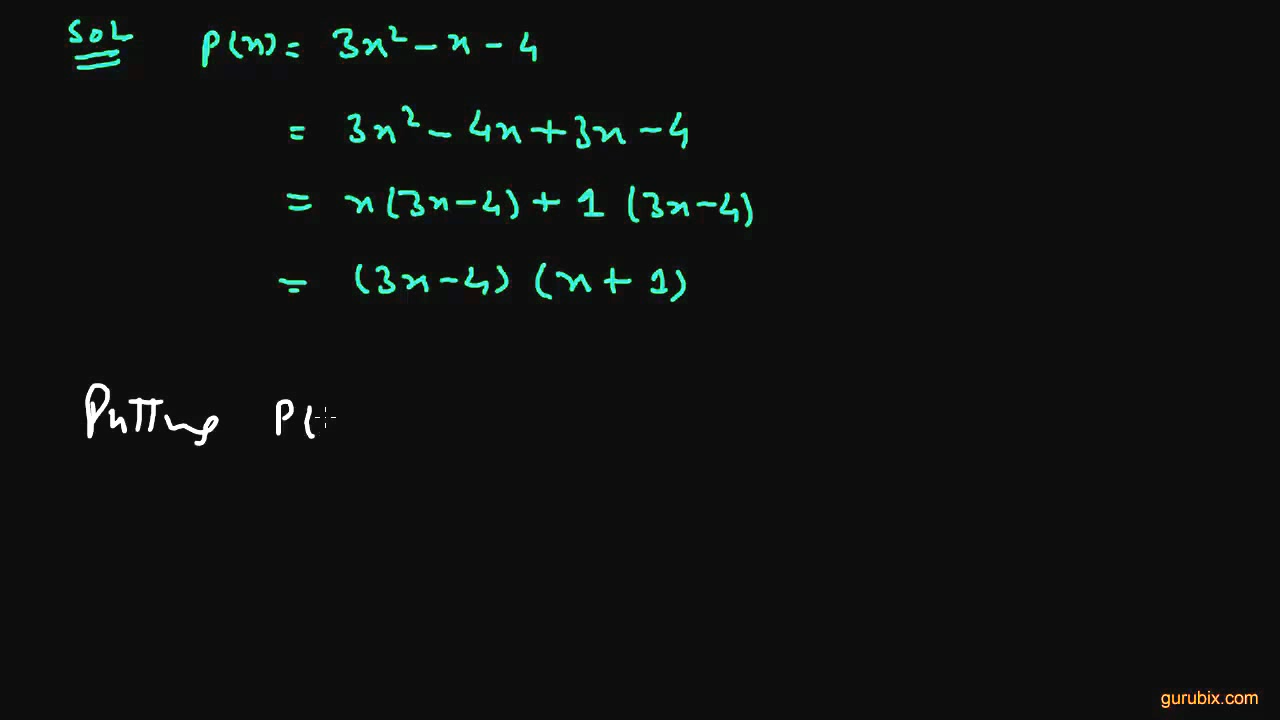 SOL P(x) = 3x² - x - 4
= 3x² - 4x + 3x - 4
= x(3x-4) + 1 (3x-4)
= (3x-4) (x+1)
Putting P(
gurubix.com